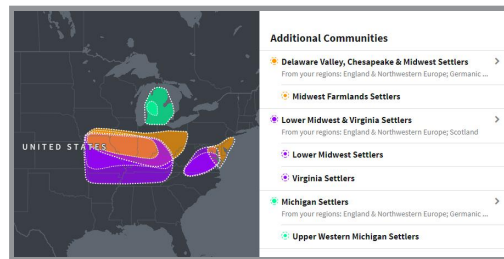 UNITED STATES
Additional Communities
Delaware Valley, Chesapeake & Midwest Settlers
From your regions: England & Northwestern Europe; Germanic ...
Midwest Farmlands Settlers
Lower Midwest & Virginia Settlers
From your regions: England & Northwestern Europe; Scotland
Lower Midwest Settlers
Virginia Settlers
Michigan Settlers
From your regions: England & Northwestern Europe; Germanic ...
Upper Western Michigan Settlers